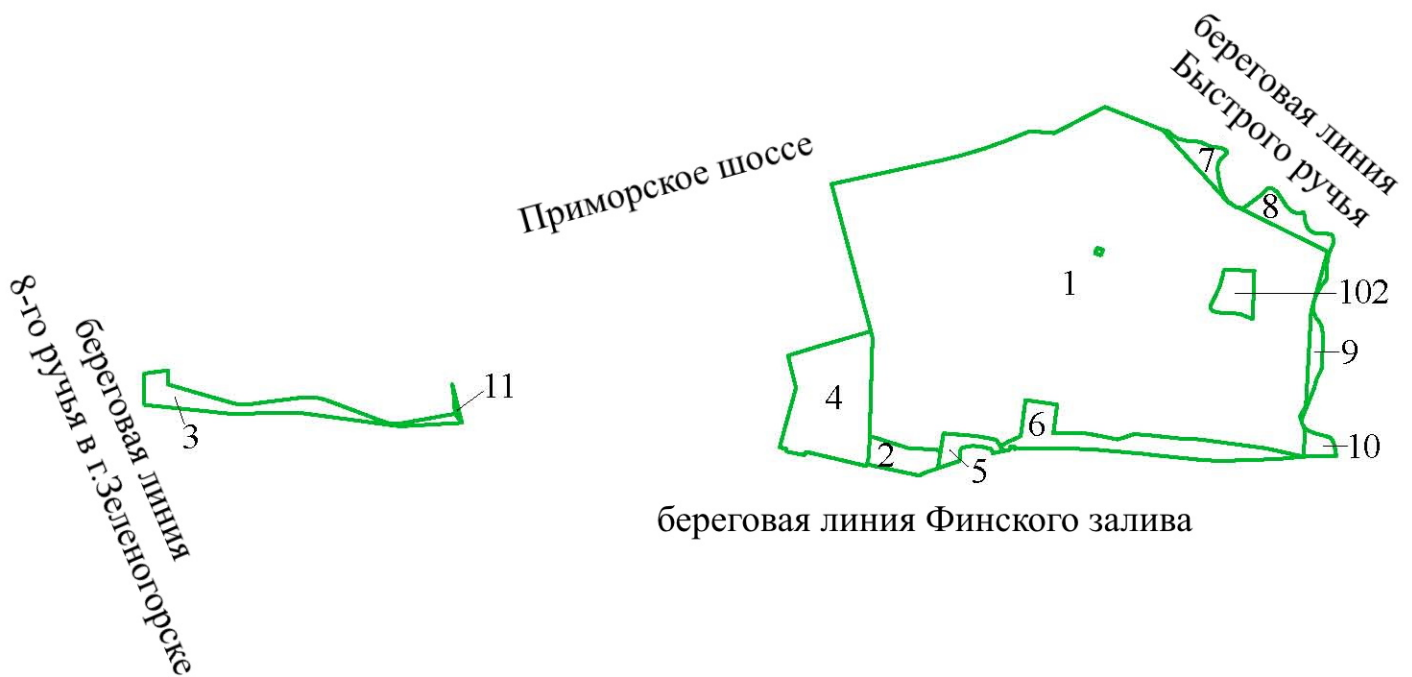 береговая линия
Быстрого ручья
Приморское шоссе
7
8
1
102
9
8-го ручья в г.Зеленогорске
береговая линия
11
3
4
6
2
5
10
береговая линия Финского залива